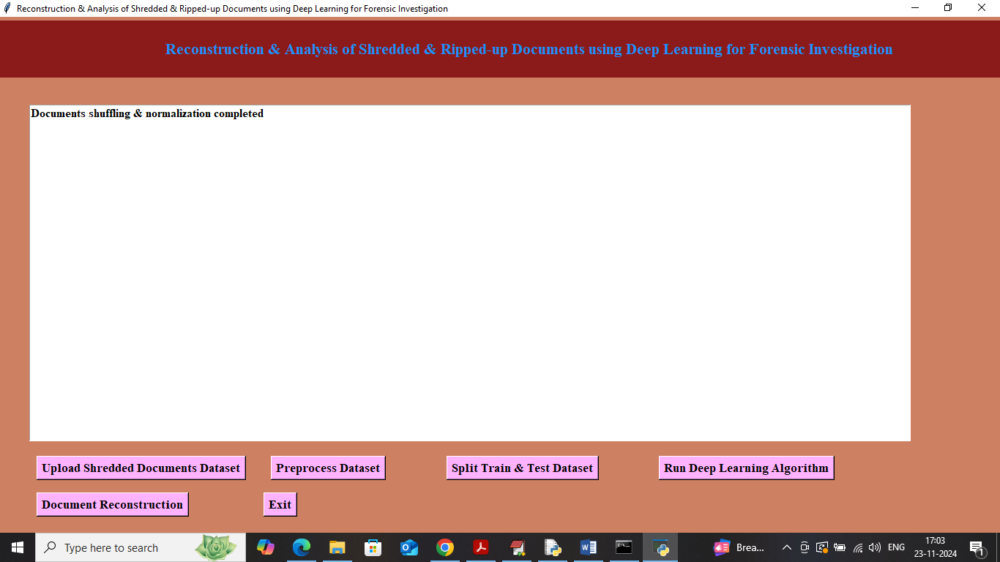 Reconstruction & Analysis of Shredded & Ripped-up Documents using Deep Learning for Forensic Investigation
Reconstruction & Analysis of Shredded & Ripped-up Documents using Deep Learning for Forensic Investigation
Documents shuffling & normalization completed
Upload Shredded Documents Dataset
Preprocess Dataset
Split Train & Test Dataset
Run Deep Learning Algorithm
Document Reconstruction
Exit
Type here to search
Brea...
ENG
17:03
23-11-2024
1